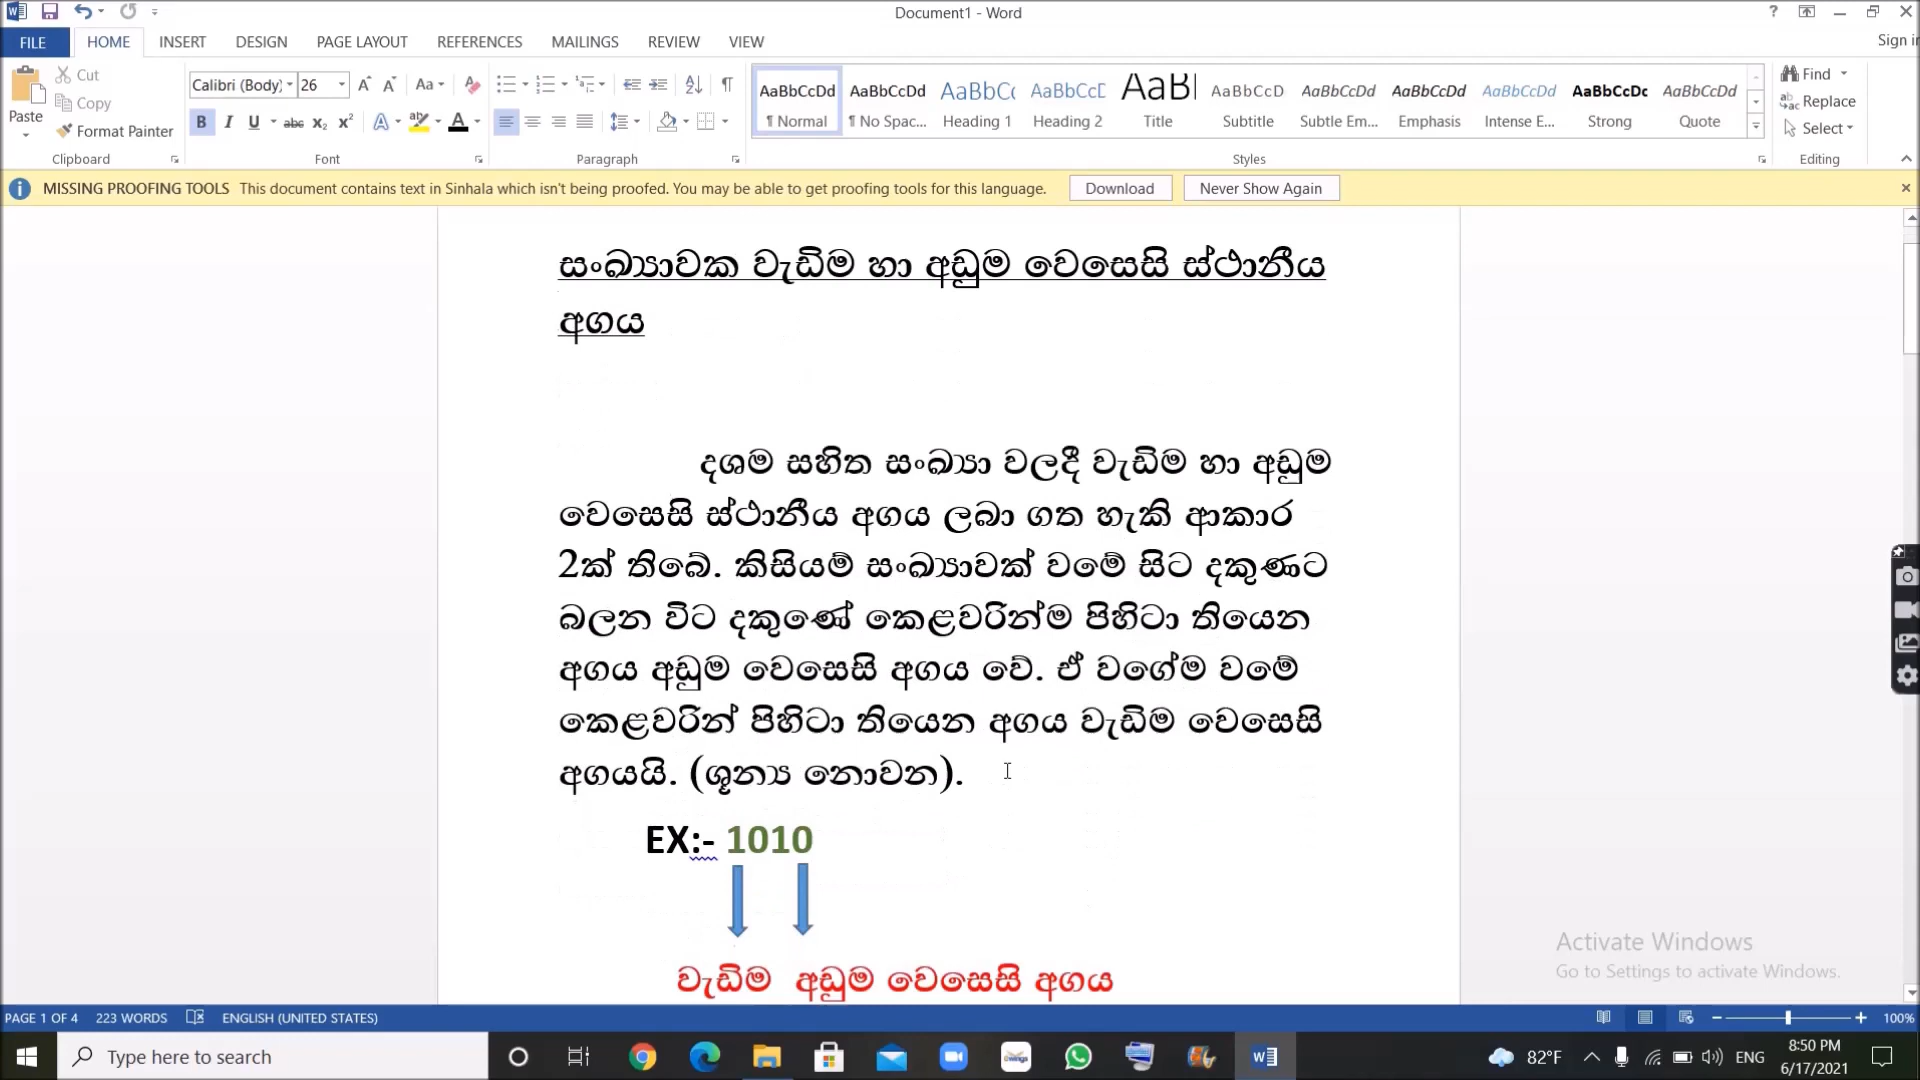 Document1 - Word
?
FILE HOME INSERT DESIGN PAGE LAYOUT REFERENCES MAILINGS REVIEW VIEW
Sign in
Cut
Copy
Format Painter
Paste
Clipboard
Calibri (Body) 26
Font
Paragraph
AaBbCcDd AaBbCcDd AaBbCc AaBbCcD AaBl AaBbCcD AaBbCcDd AaBbCcDd AaBbCcDd AaBbCcDc AaBbCcDd
¶ Normal ¶ No Spac... Heading 1 Heading 2 Title Subtitle Subtle Em... Emphasis Intense E... Strong Quote
Styles
Find
Replace
Select
Editing
MISSING PROOFING TOOLS This document contains text in Sinhala which isn't being proofed. You may be able to get proofing tools for this language. Download Never Show Again
සංඛ්‍යාවක වැඩිම හා අඩුම වෙසෙසි ස්ථානීය
අගය
දශම සහිත සංඛ්‍යා වලදී වැඩිම හා අඩුම
වෙසෙසි ස්ථානීය අගය ලබා ගත හැකි ආකාර
2ක් තිබේ. කිසියම් සංඛ්‍යාවක් වමේ සිට දකුණට
බලන විට දකුණේ කෙළවරින්ම පිහිටා තියෙන
අගය අඩුම වෙසෙසි අගය වේ. ඒ වගේම වමේ
කෙළවරින් පිහිටා තියෙන අගය වැඩිම වෙසෙසි
අගයයි. (ශූන්‍ය නොවන).
EX:- 1010
වැඩිම අඩුම වෙසෙසි අගය
Activate Windows
Go to Settings to activate Windows.
PAGE 1 OF 4 223 WORDS ENGLISH (UNITED STATES) 100%
Type here to search
82°F ENG 8:50 PM
6/17/2021